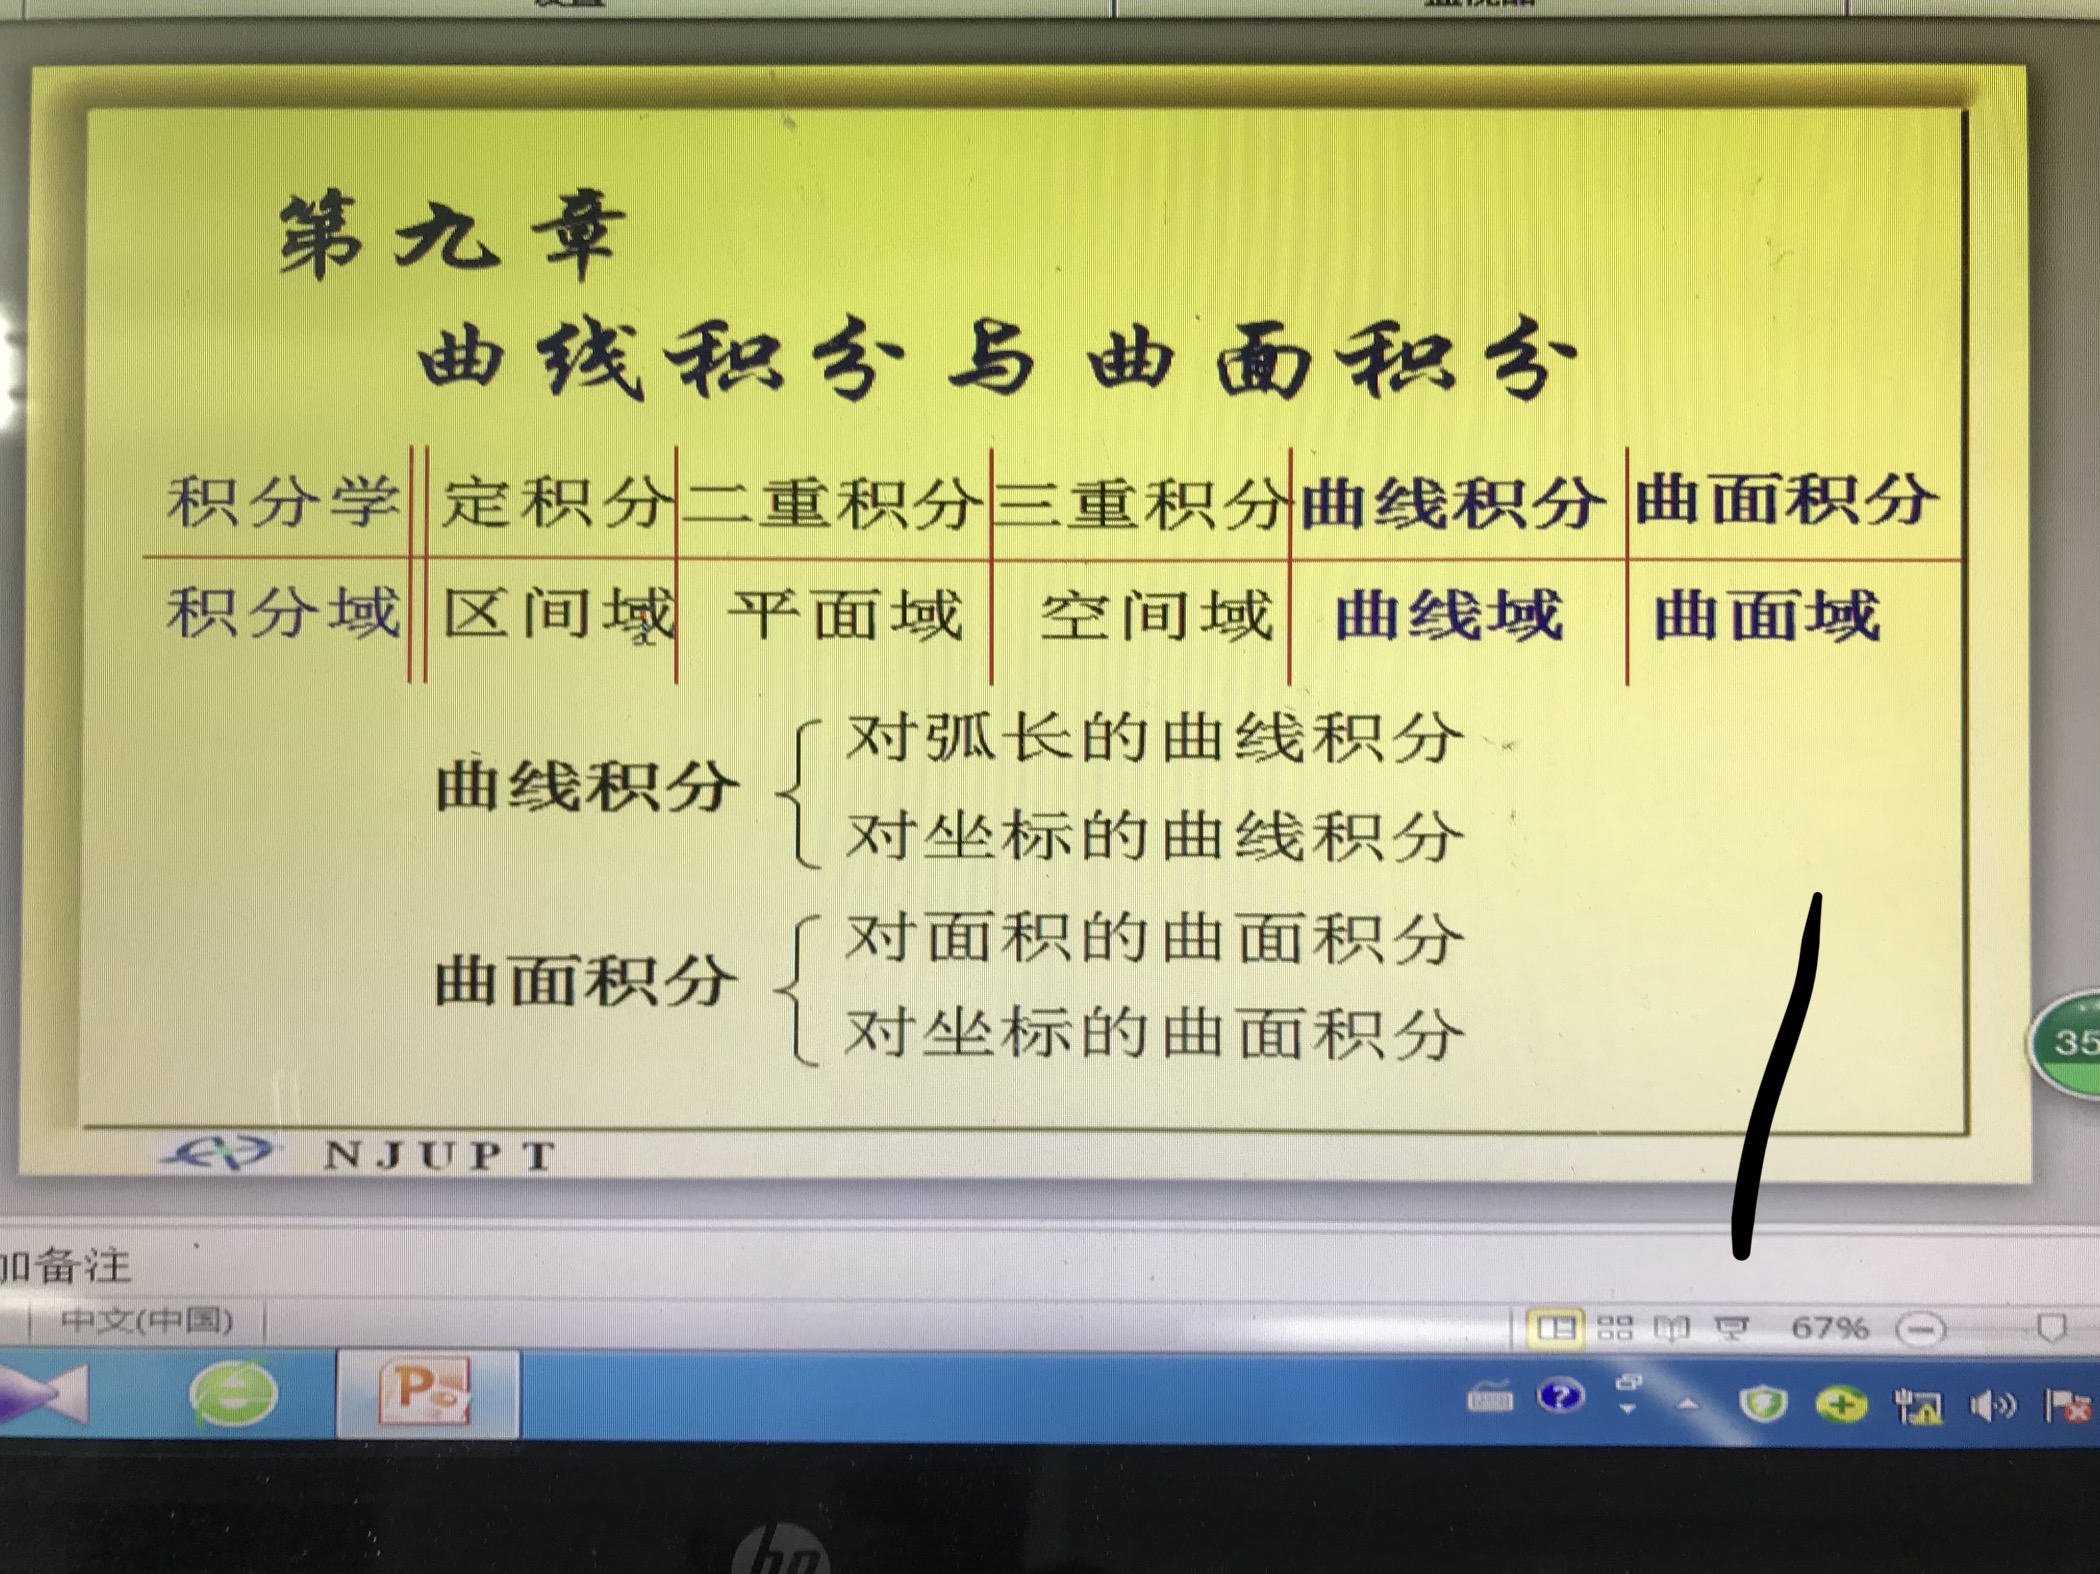 第九章
曲线积分与曲面积分
积分学 定积分 二重积分 三重积分 曲线积分 曲面积分
积分域 区间域 平面域 空间域 曲线域 曲面域
曲线积分
对弧长的曲线积分
对坐标的曲线积分
曲面积分
对面积的曲面积分
对坐标的曲面积分
NJUPT
35
加备注
中文(中国)
67%
hp